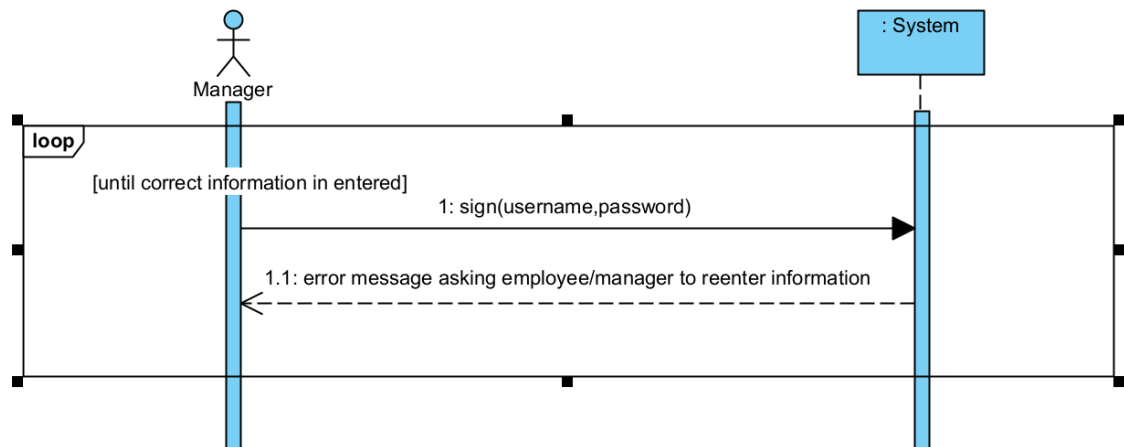 : System
Manager
loop
[until correct information in entered]
1: sign(username,password)
1.1: error message asking employee/manager to reenter information